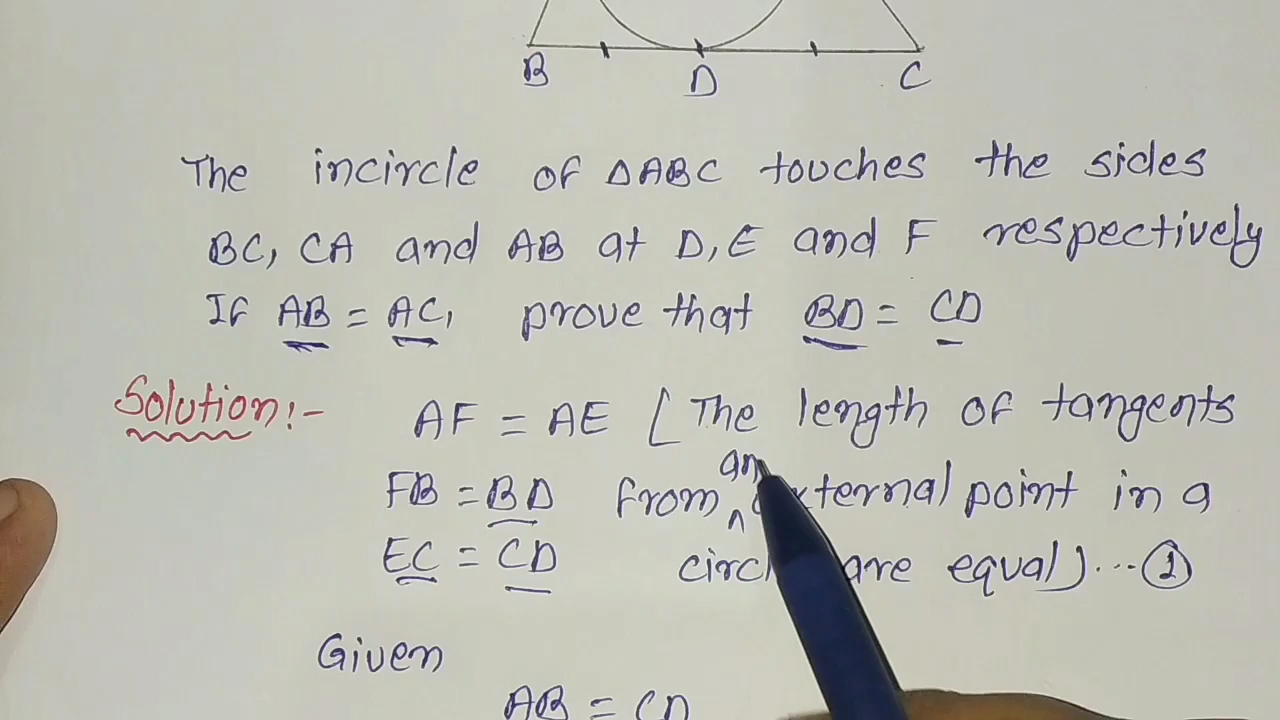 B D C
The incircle of ΔABC touches the sides
BC, CA and AB at D, E and F respectively
If AB = AC, prove that BD = CD
Solution:- AF = AE [The length of tangents
an
FB = BD from ^ point in a
EC = CD are equal] ... ①
Given
AB = CD